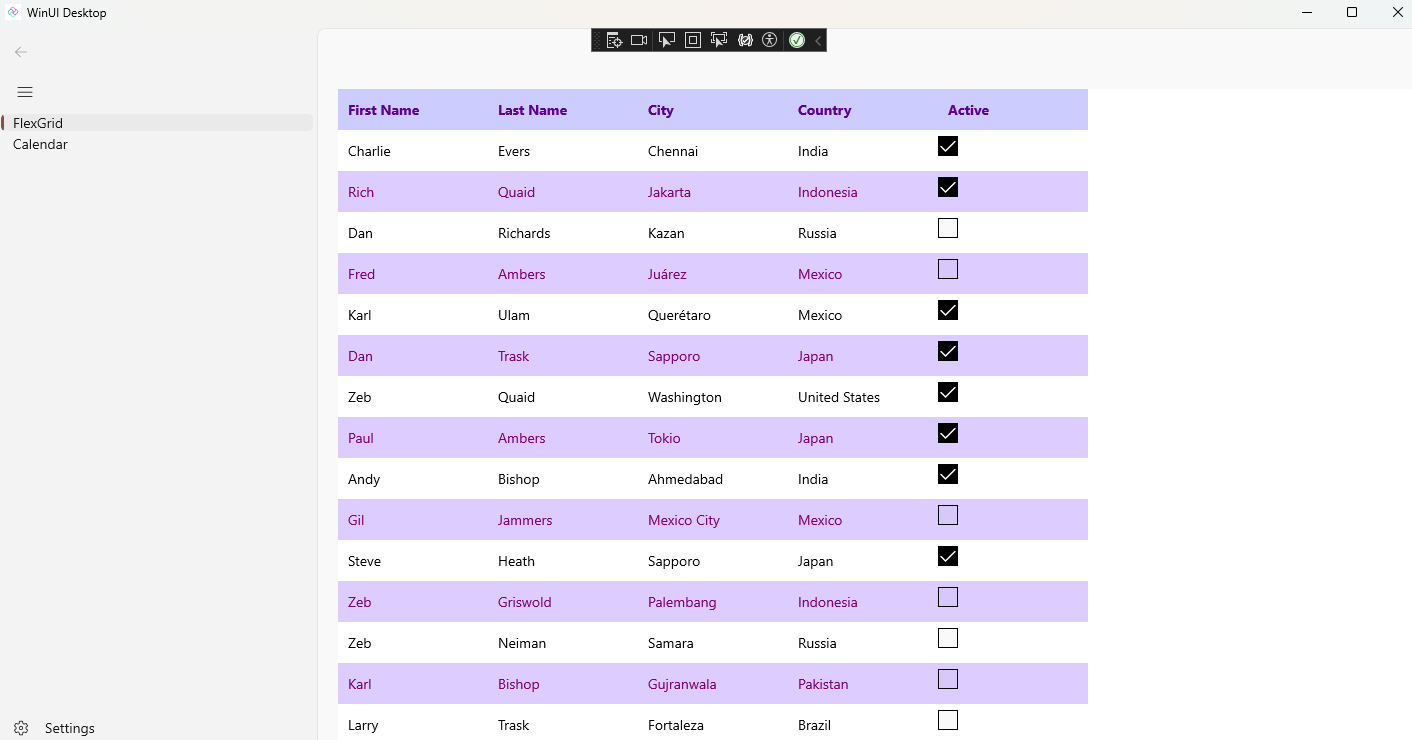 WinUI Desktop
FlexGrid
Calendar
First Name Last Name City Country Active
Charlie Evers Chennai India
Rich Quaid Jakarta Indonesia
Dan Richards Kazan Russia
Fred Ambers Juárez Mexico
Karl Ulam Querétaro Mexico
Dan Trask Sapporo Japan
Zeb Quaid Washington United States
Paul Ambers Tokio Japan
Andy Bishop Ahmedabad India
Gil Jammers Mexico City Mexico
Steve Heath Sapporo Japan
Zeb Griswold Palembang Indonesia
Zeb Neiman Samara Russia
Karl Bishop Gujranwala Pakistan
Larry Trask Fortaleza Brazil
Settings